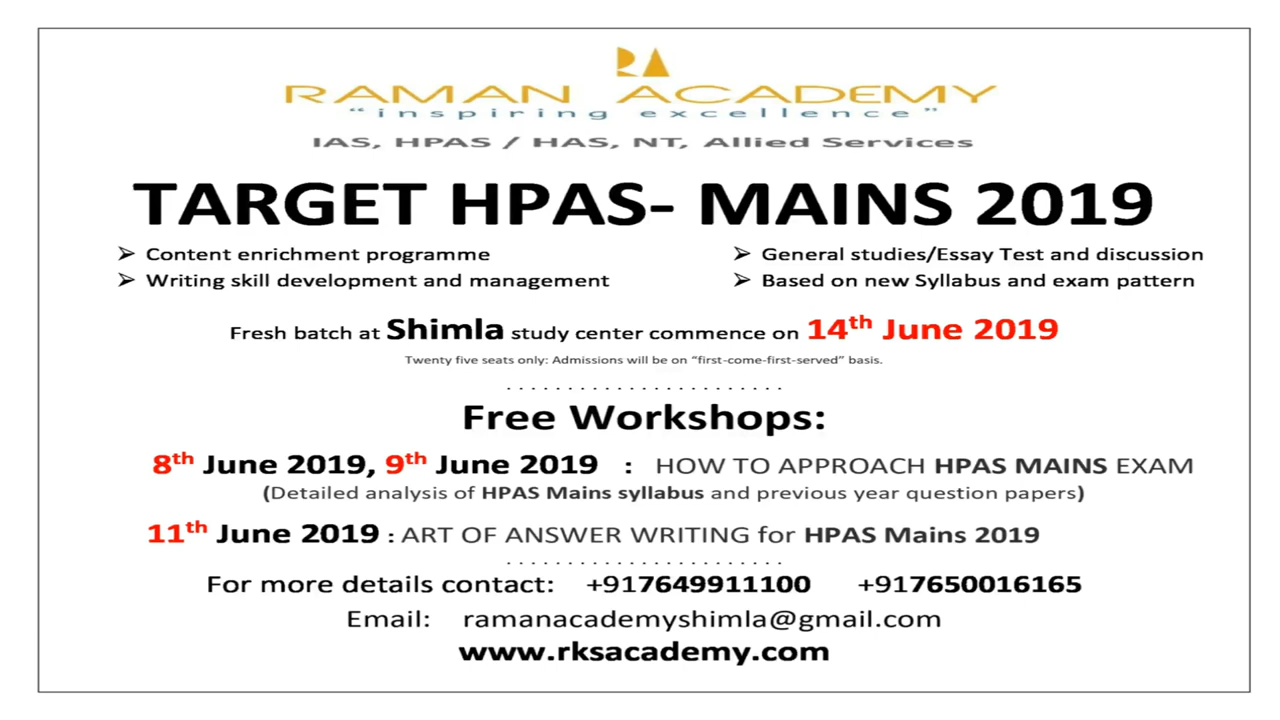 RA
RAMAN ACADEMY
“inspiring excellence”
IAS, HPAS / HAS, NT, Allied Services
TARGET HPAS- MAINS 2019
➢ Content enrichment programme
➢ Writing skill development and management
➢ General studies/Essay Test and discussion
➢ Based on new Syllabus and exam pattern
Fresh batch at Shimla study center commence on 14th June 2019
Twenty five seats only: Admissions will be on “first-come-first-served” basis.
. . . . . . . . . . . . . . . . . . . . . . .
Free Workshops:
8th June 2019, 9th June 2019 : HOW TO APPROACH HPAS MAINS EXAM
(Detailed analysis of HPAS Mains syllabus and previous year question papers)
11th June 2019 : ART OF ANSWER WRITING for HPAS Mains 2019
. . . . . . . . . . . . . . . . . . . . . . .
For more details contact: +917649911100 +917650016165
Email: ramanacademyshimla@gmail.com
www.rksacademy.com